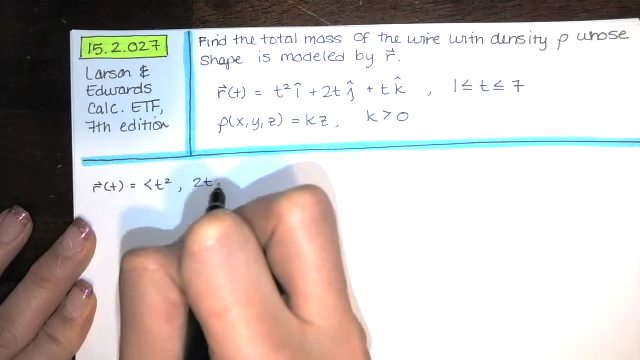 15.2.027
Larson &
Edwards
Calc. ETF,
7th edition
Find the total mass of the wire with density ρ whose
shape is modeled by r⃗.
r⃗(t) = t² î + 2t ĵ + t k̂ , 1 ≤ t ≤ 7
ρ(x,y,z) = kz, k > 0
r⃗(t) = <t², 2t,